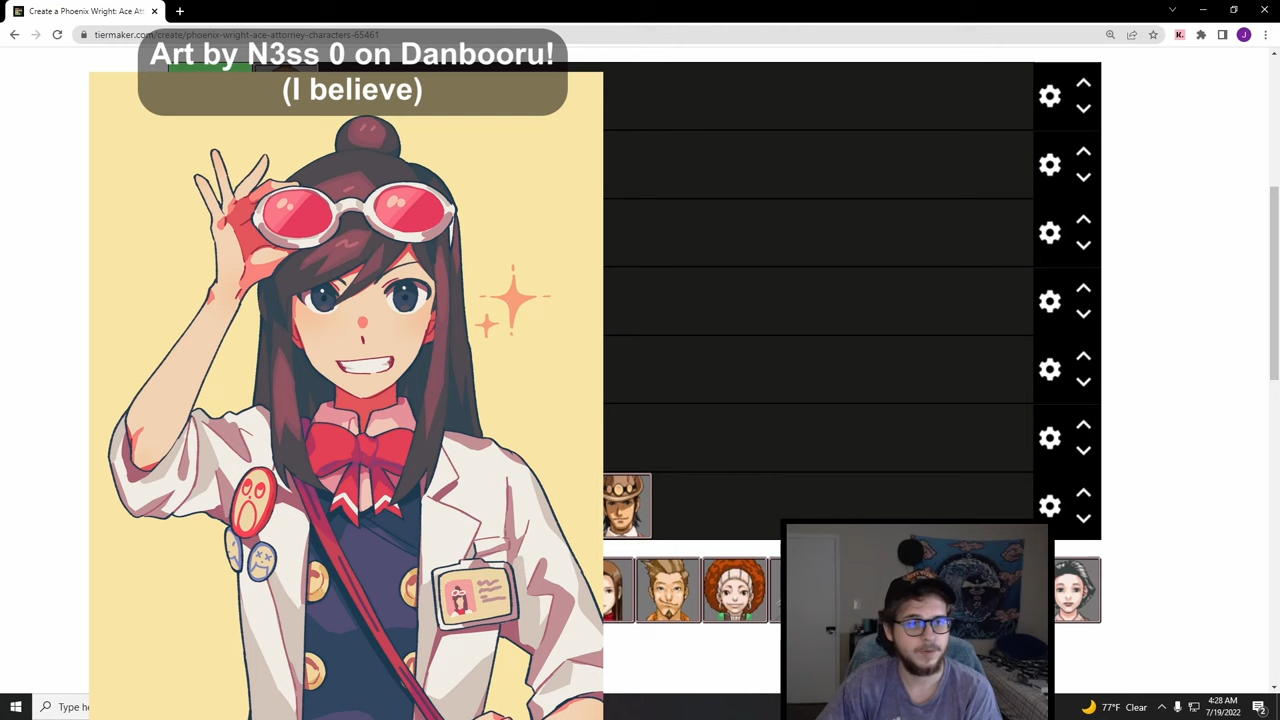 Create a Phoenix Wright: Ace Att
tiermaker.com/create/phoenix-wright-ace-attorney-characters-65461
Art by N3ss 0 on Danbooru!
(I believe)
K.
J
Type he
77°F Clear
4:28 AM
7/19/2022
2